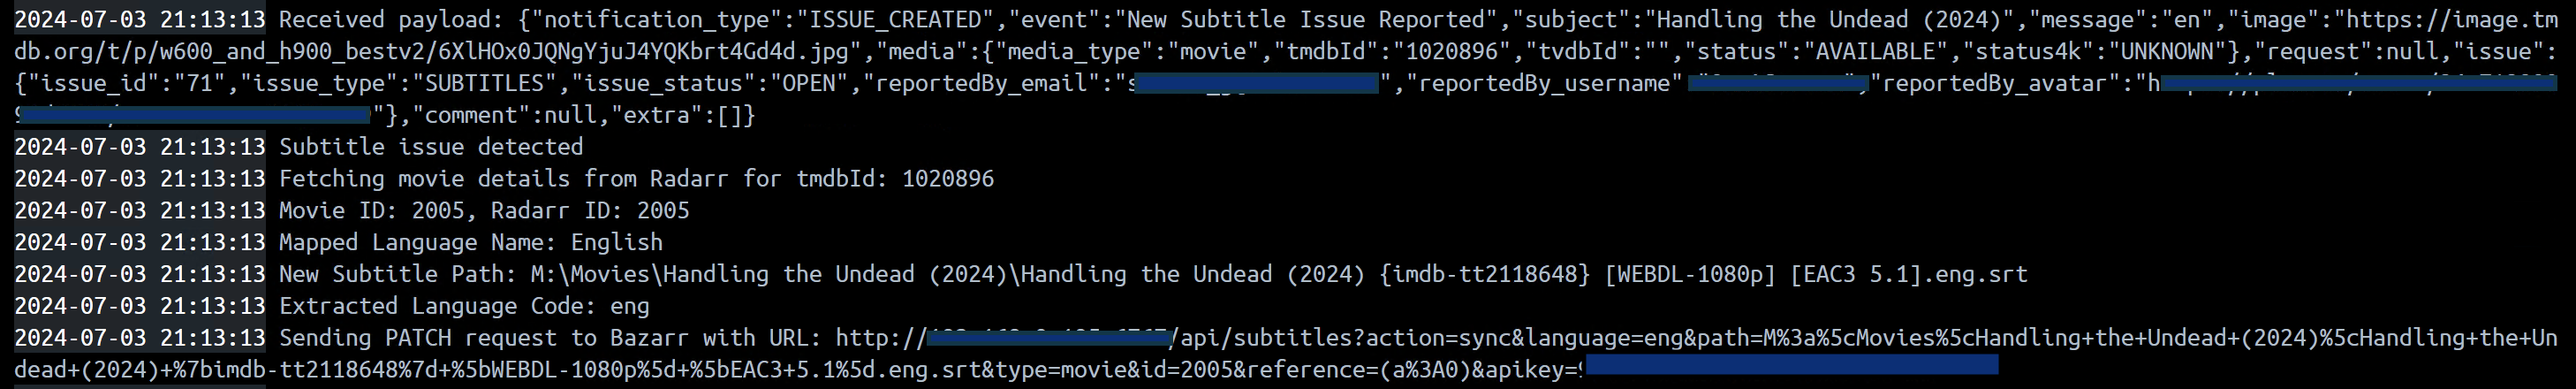 2024-07-03 21:13:13 Received payload: {"notification_type":"ISSUE_CREATED","event":"New Subtitle Issue Reported","subject":"Handling the Undead (2024)","message":"en","image":"https://image.tm
db.org/t/p/w600_and_h900_bestv2/6XlHOx0JQNgYjuJ4YQKbrt4Gd4d.jpg","media":{"media_type":"movie","tmdbId":"1020896","tvdbId":"","status":"AVAILABLE","status4k":"UNKNOWN"},"request":null,"issue":
{"issue_id":"71","issue_type":"SUBTITLES","issue_status":"OPEN","reportedBy_email":"s ","reportedBy_username" ,"reportedBy_avatar":"h
"},"comment":null,"extra":[]}
2024-07-03 21:13:13 Subtitle issue detected
2024-07-03 21:13:13 Fetching movie details from Radarr for tmdbId: 1020896
2024-07-03 21:13:13 Movie ID: 2005, Radarr ID: 2005
2024-07-03 21:13:13 Mapped Language Name: English
2024-07-03 21:13:13 New Subtitle Path: M:\Movies\Handling the Undead (2024)\Handling the Undead (2024) {imdb-tt2118648} [WEBDL-1080p] [EAC3 5.1].eng.srt
2024-07-03 21:13:13 Extracted Language Code: eng
2024-07-03 21:13:13 Sending PATCH request to Bazarr with URL: http:// /api/subtitles?action=sync&language=eng&path=M%3a%5cMovies%5cHandling+the+Undead+(2024)%5cHandling+the+Un
dead+(2024)+%7bimdb-tt2118648%7d+%5bWEBDL-1080p%5d+%5bEAC3+5.1%5d.eng.srt&type=movie&id=2005&reference=(a%3A0)&apikey=